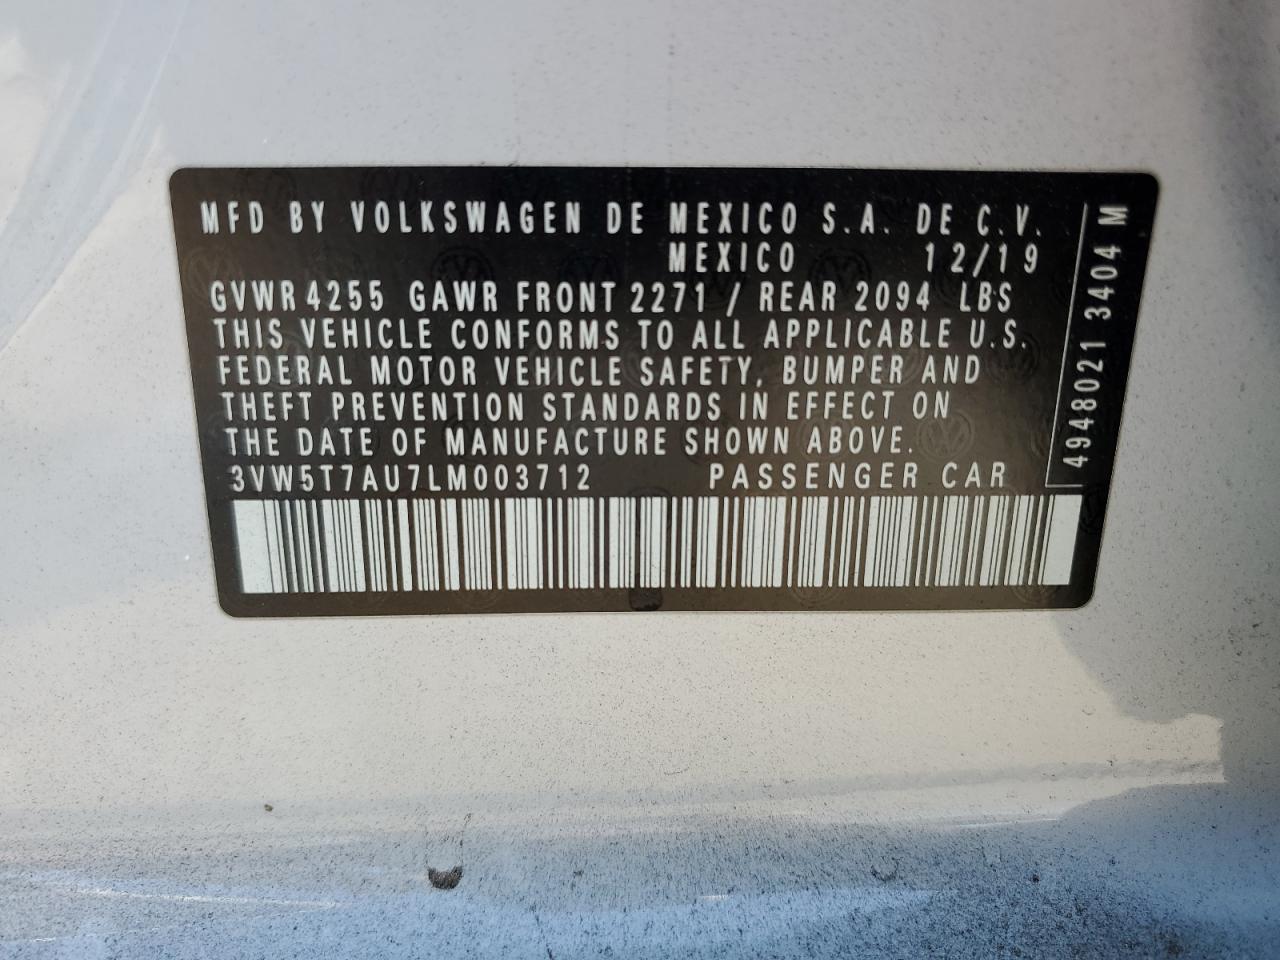 MFD BY VOLKSWAGEN DE MEXICO S.A. DE C.V.
MEXICO 12/19
GVWR 4255 GAWR FRONT 2271 / REAR 2094 LBS
THIS VEHICLE CONFORMS TO ALL APPLICABLE U.S.
FEDERAL MOTOR VEHICLE SAFETY, BUMPER AND
THEFT PREVENTION STANDARDS IN EFFECT ON
THE DATE OF MANUFACTURE SHOWN ABOVE.
3VW5T7AU7LM003712 PASSENGER CAR
4948021 3404 M